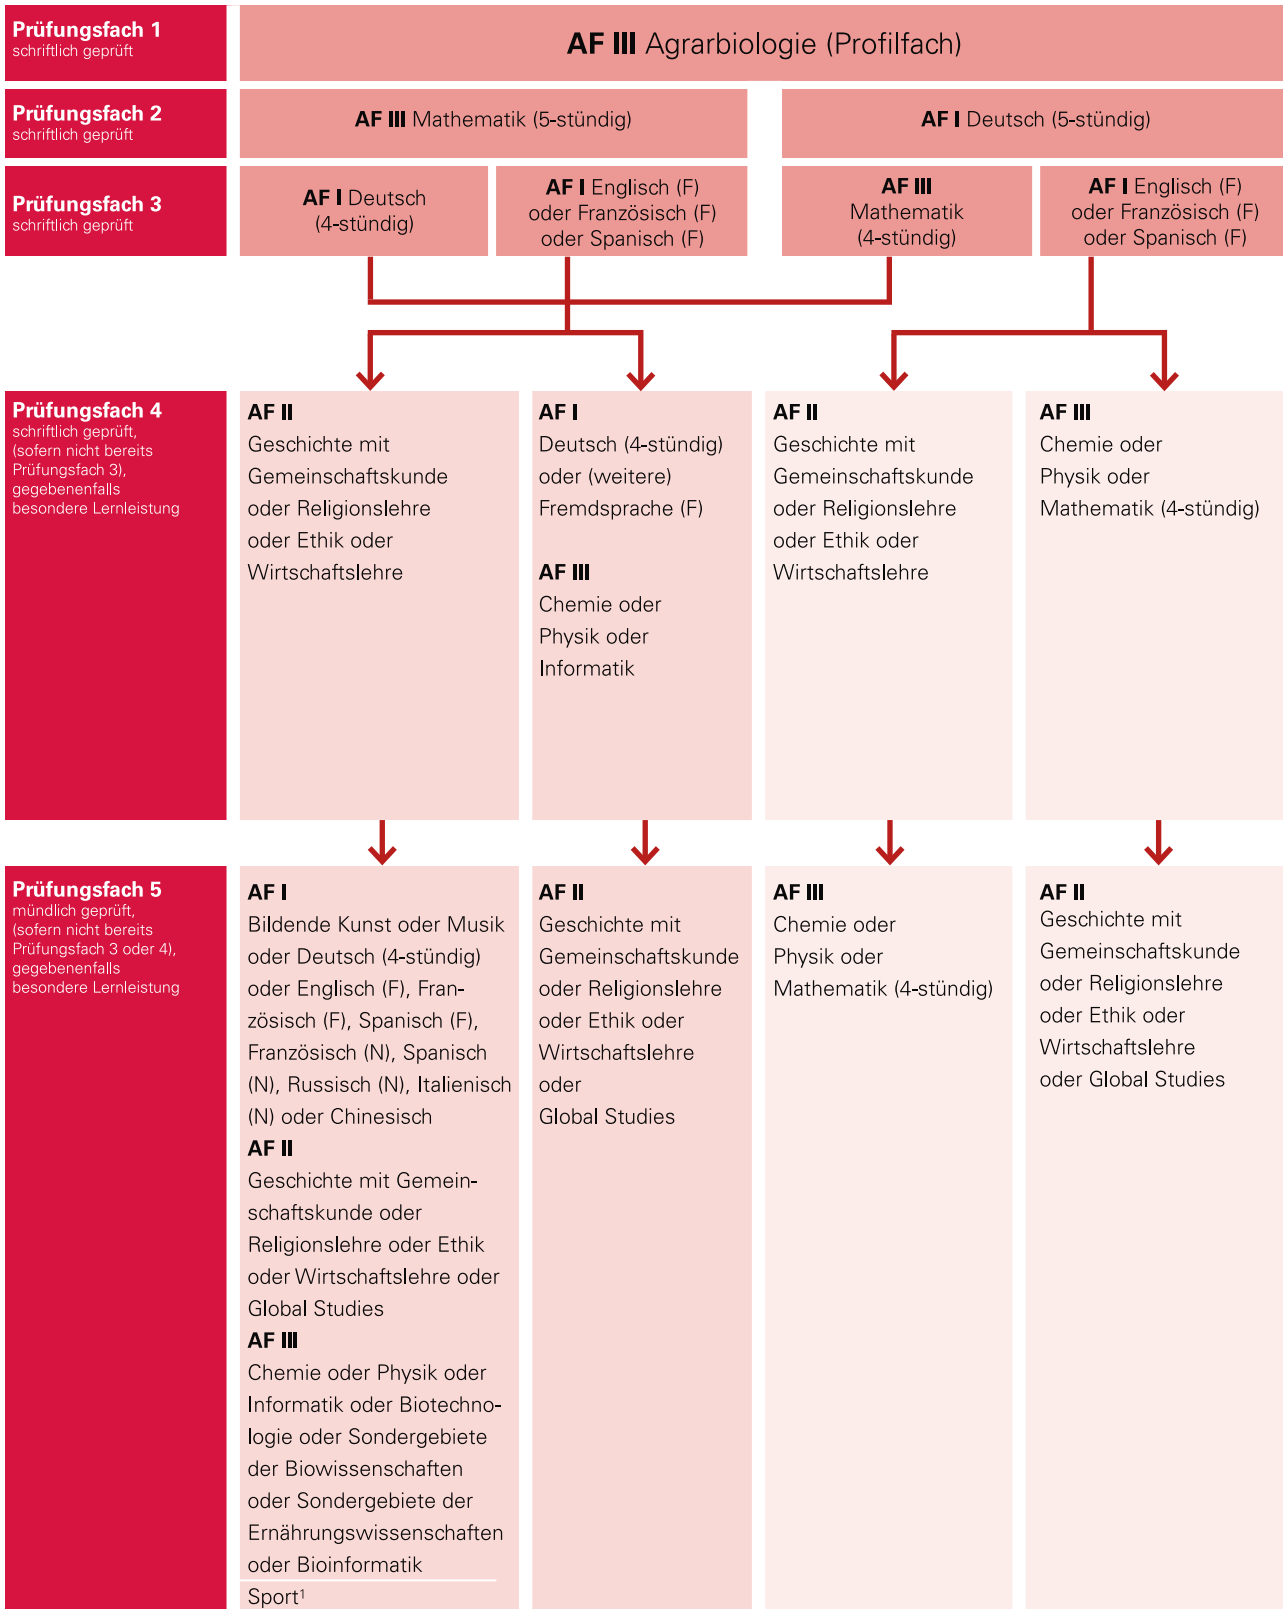 Prüfungsfach 1
schriftlich geprüft
AF III Agrarbiologie (Profilfach)
Prüfungsfach 2
schriftlich geprüft
AF III Mathematik (5-stündig)
AF I Deutsch (5-stündig)
Prüfungsfach 3
schriftlich geprüft
AF I Deutsch
(4-stündig)
AF I Englisch (F)
oder Französisch (F)
oder Spanisch (F)
AF III
Mathematik
(4-stündig)
AF I Englisch (F)
oder Französisch (F)
oder Spanisch (F)
Prüfungsfach 4
schriftlich geprüft,
(sofern nicht bereits
Prüfungsfach 3),
gegebenenfalls
besondere Lernleistung
AF II
Geschichte mit
Gemeinschaftskunde
oder Religionslehre
oder Ethik oder
Wirtschaftslehre
AF I
Deutsch (4-stündig)
oder (weitere)
Fremdsprache (F)
AF III
Chemie oder
Physik oder
Informatik
AF II
Geschichte mit
Gemeinschaftskunde
oder Religionslehre
oder Ethik oder
Wirtschaftslehre
AF III
Chemie oder
Physik oder
Mathematik (4-stündig)
Prüfungsfach 5
mündlich geprüft,
(sofern nicht bereits
Prüfungsfach 3 oder 4),
gegebenenfalls
besondere Lernleistung
AF I
Bildende Kunst oder Musik
oder Deutsch (4-stündig)
oder Englisch (F), Fran-
zösisch (F), Spanisch (F),
Französisch (N), Spanisch
(N), Russisch (N), Italienisch
(N) oder Chinesisch
AF II
Geschichte mit Gemein-
schaftskunde oder
Religionslehre oder Ethik
oder Wirtschaftslehre oder
Global Studies
AF III
Chemie oder Physik oder
Informatik oder Biotechno-
logie oder Sondergebiete
der Biowissenschaften
oder Sondergebiete der
Ernährungswissenschaften
oder Bioinformatik
Sport¹
AF II
Geschichte mit
Gemeinschaftskunde
oder Religionslehre
oder Ethik oder
Wirtschaftslehre
oder
Global Studies
AF III
Chemie oder
Physik oder
Mathematik (4-stündig)
AF II
Geschichte mit
Gemeinschaftskunde
oder Religionslehre
oder Ethik oder
Wirtschaftslehre
oder Global Studies